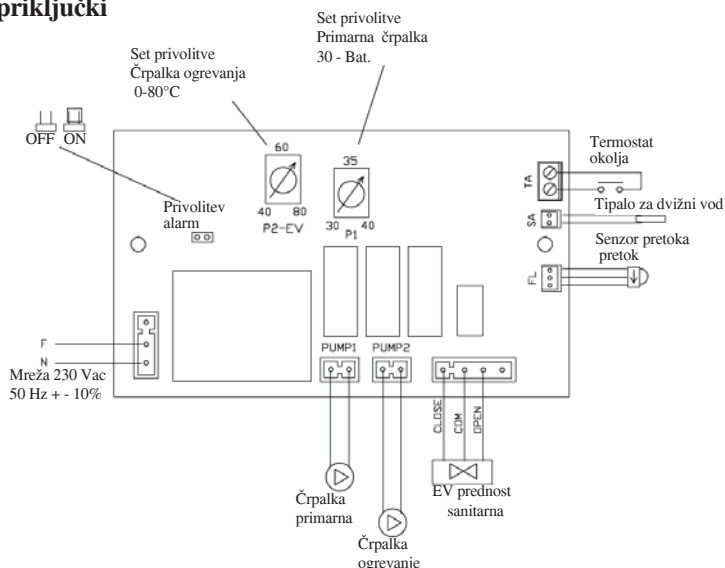 priključki
Set privolitve
Primarna črpalka
30 - Bat.
Set privolitve
Črpalka ogrevanja
0-80°C
OFF ON
60
40 80
P2-EV
35
30 40
P1
Privolitev
alarm
TA
Termostat
okolja
SA
Tipalo za dvižni vod
FL
Senzor pretoka
pretok
F
N
Mreža 230 Vac
50 Hz + - 10%
PUMP1 PUMP2
CLOSE
COM
OPEN
Črpalka
primarna
Črpalka
ogrevanje
EV prednost
sanitarna